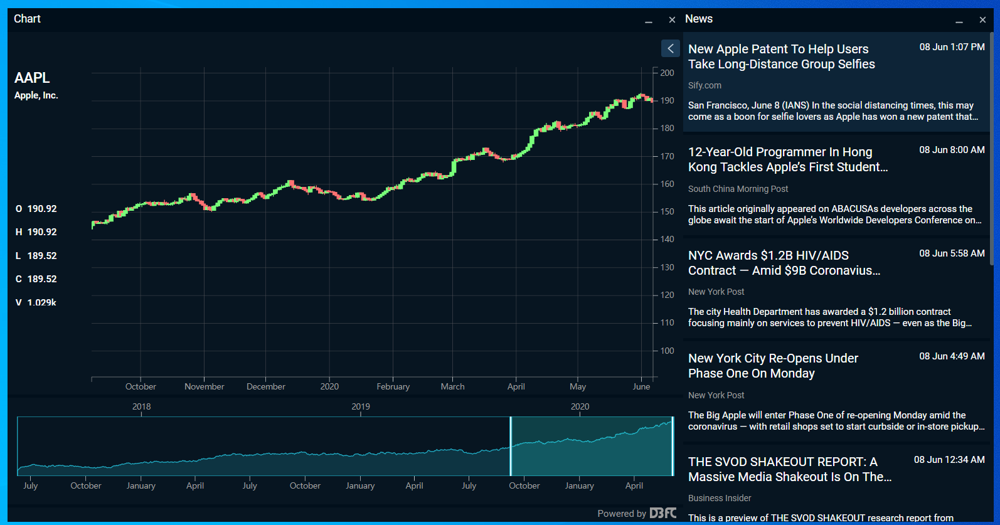 Chart
AAPL
Apple, Inc.
O 190.92
H 190.92
L 189.52
C 189.52
V 1.029k
200
190
180
170
160
150
140
130
120
110
100
October November December 2020 February March April May June
2018 2019 2020
July October January April July October January April July October January April
Powered by D3FC
News
New Apple Patent To Help Users
Take Long-Distance Group Selfies
08 Jun 1:07 PM
Sify.com
San Francisco, June 8 (IANS) In the social distancing times, this may
come as a boon for selfie lovers as Apple has won a new patent that...
12-Year-Old Programmer In Hong
Kong Tackles Apple’s First Student...
08 Jun 8:00 AM
South China Morning Post
This article originally appeared on ABACUSAs developers across the
globe await the start of Apple’s Worldwide Developers Conference on...
NYC Awards $1.2B HIV/AIDS
Contract — Amid $9B Coronavius...
08 Jun 5:58 AM
New York Post
The city Health Department has awarded a $1.2 billion contract
focusing mainly on services to prevent HIV/AIDS — even as the Big...
New York City Re-Opens Under
Phase One On Monday
08 Jun 4:49 AM
New York Post
The Big Apple will enter Phase One of re-opening Monday amid the
coronavirus — with retail shops set to start curbside or in-store pickup...
THE SVOD SHAKEOUT REPORT: A
Massive Media Shakeout Is On The...
08 Jun 12:34 AM
Business Insider
This is a preview of THE SVOD SHAKEOUT research report from